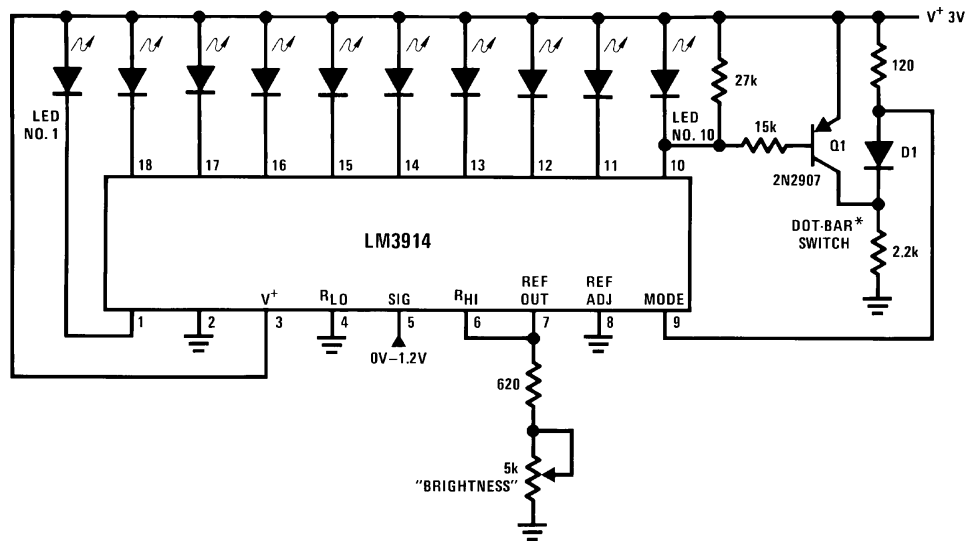 V+ 3V
LED
NO. 1
LED
NO. 10
27k
15k
Q1
2N2907
120
D1
DOT-BAR*
SWITCH
2.2k
18
17
16
15
14
13
12
11
10
LM3914
V+
RLO
SIG
RHI
REF
OUT
REF
ADJ
MODE
1
2
3
4
5
6
7
8
9
0V–1.2V
620
5k
"BRIGHTNESS"